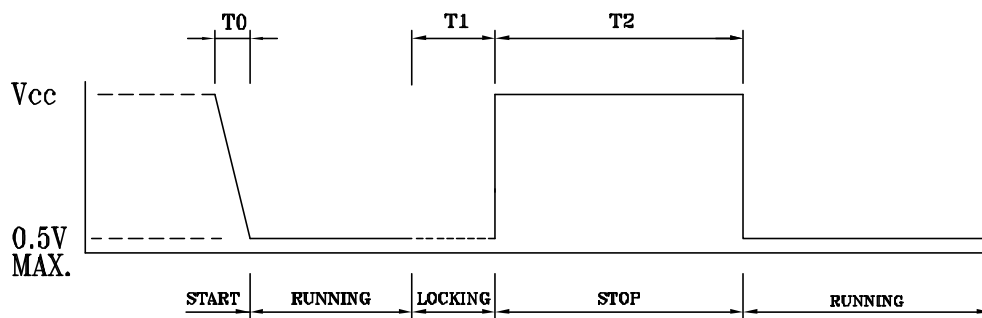 T0 T1 T2
Vcc
0.5V
MAX.
START RUNNING LOCKING STOP RUNNING